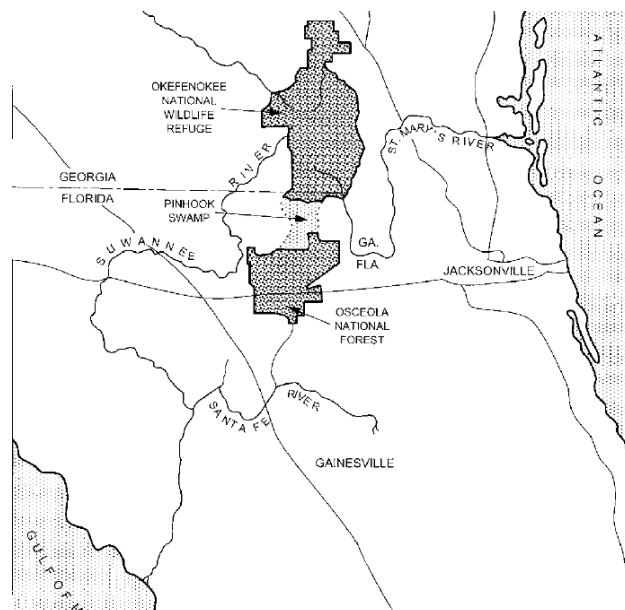 OKEFENOKEE
NATIONAL
WILDLIFE
REFUGE
ATLANTIC OCEAN
ST. MARY'S RIVER
GEORGIA
FLORIDA
PINHOOK
SWAMP
SUWANNEE RIVER
GA.
FLA.
JACKSONVILLE
OSCEOLA
NATIONAL
FOREST
SANTA FE RIVER
GAINESVILLE
GULF OF